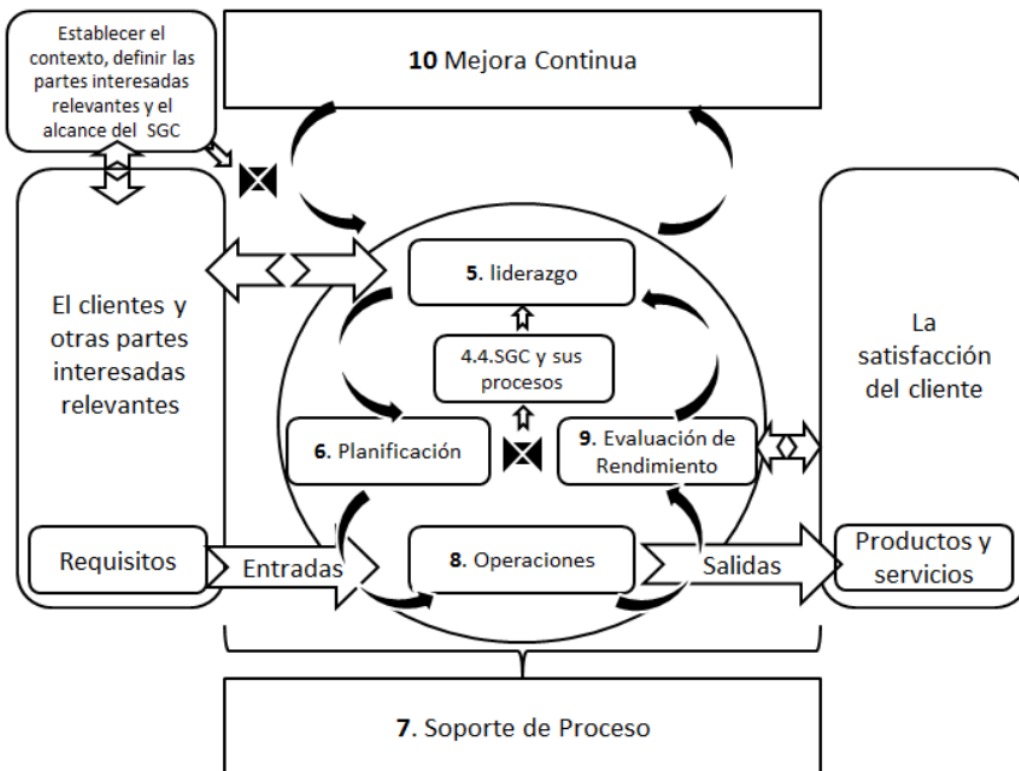 Establecer el
contexto, definir las
partes interesadas
relevantes y el
alcance del SGC
10 Mejora Continua
El clientes y
otras partes
interesadas
relevantes
5. liderazgo
4.4.SGC y sus
procesos
6. Planificación
9. Evaluación de
Rendimiento
La
satisfacción
del cliente
Requisitos
Entradas
8. Operaciones
Salidas
Productos y
servicios
7. Soporte de Proceso